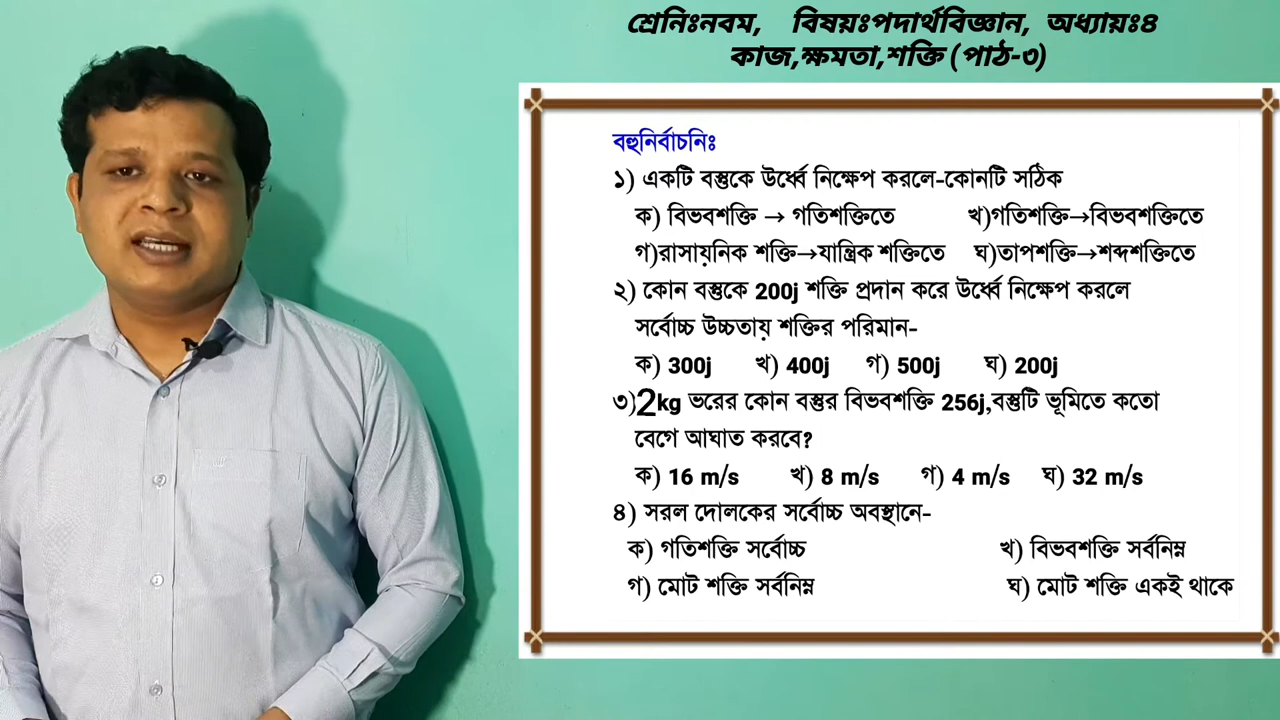 শ্রেনিঃনবম, বিষয়ঃপদার্থবিজ্ঞান, অধ্যায়ঃ৪
কাজ,ক্ষমতা,শক্তি (পাঠ-৩)
বহুনির্বাচনিঃ
১) একটি বস্তুকে উর্ধ্বে নিক্ষেপ করলে-কোনটি সঠিক
ক) বিভবশক্তি → গতিশক্তিতে খ)গতিশক্তি→বিভবশক্তিতে
গ)রাসায়নিক শক্তি→যান্ত্রিক শক্তিতে ঘ)তাপশক্তি→শব্দশক্তিতে
২) কোন বস্তুকে 200j শক্তি প্রদান করে উর্ধ্বে নিক্ষেপ করলে
সর্বোচ্চ উচ্চতায় শক্তির পরিমান-
ক) 300j খ) 400j গ) 500j ঘ) 200j
৩)2kg ভরের কোন বস্তুর বিভবশক্তি 256j,বস্তুটি ভূমিতে কতো
বেগে আঘাত করবে?
ক) 16 m/s খ) 8 m/s গ) 4 m/s ঘ) 32 m/s
৪) সরল দোলকের সর্বোচ্চ অবস্থানে-
ক) গতিশক্তি সর্বোচ্চ খ) বিভবশক্তি সর্বনিম্ন
গ) মোট শক্তি সর্বনিম্ন ঘ) মোট শক্তি একই থাকে